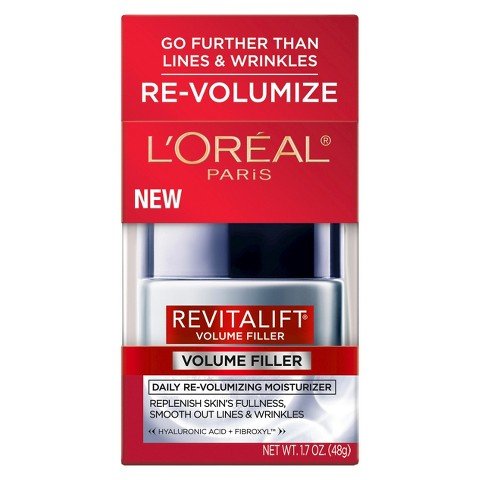 GO FURTHER THAN
LINES & WRINKLES
RE-VOLUMIZE
L'ORÉAL®
PARiS
NEW
REVITALIFT®
VOLUME FILLER
VOLUME FILLER
DAILY RE-VOLUMIZING MOISTURIZER
REPLENISH SKIN'S FULLNESS,
SMOOTH OUT LINES & WRINKLES
HYALURONIC ACID + FIBROXYL™
NET WT. 1.7 OZ. (48g)